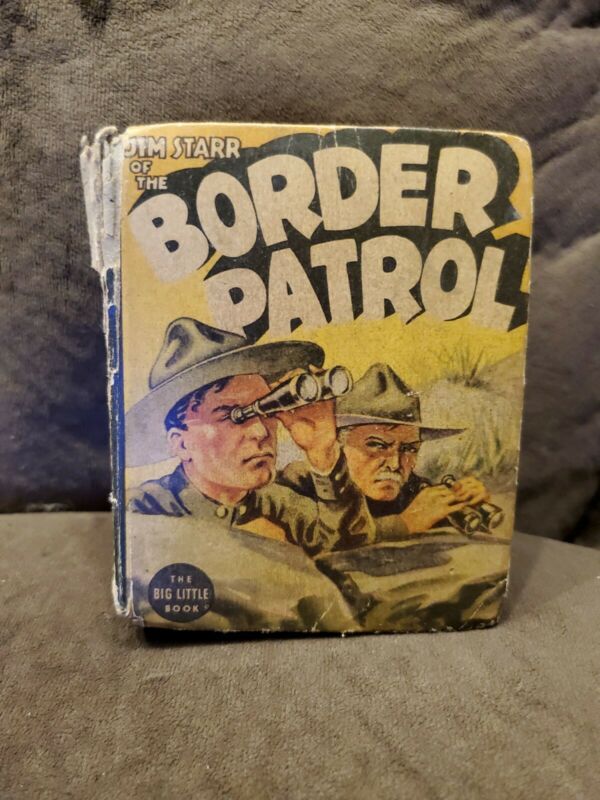 JIM STARR
OF
THE
BORDER
PATROL
THE
BIG LITTLE
BOOK